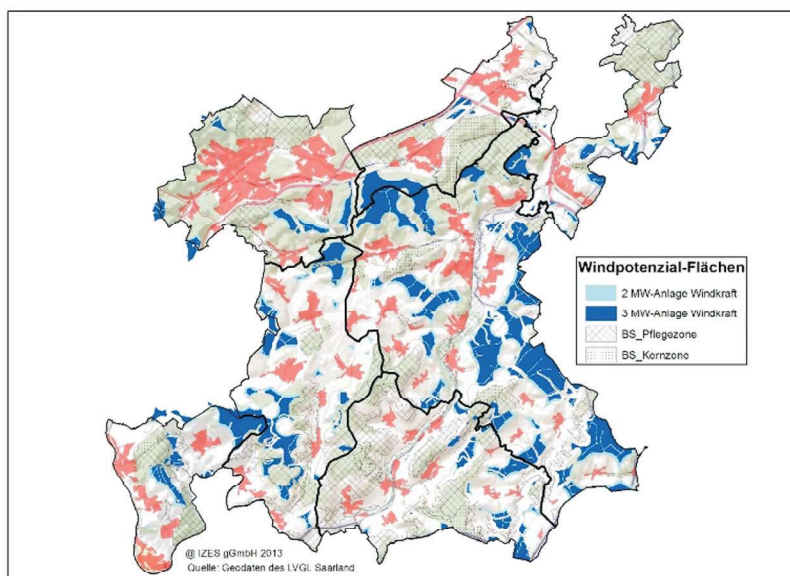 Windpotenzial-Flächen
2 MW-Anlage Windkraft
3 MW-Anlage Windkraft
BS_Pflegezone
BS_Kernzone
@ IZES gGmbH 2013
Quelle: Geodaten des LVGL Saarland